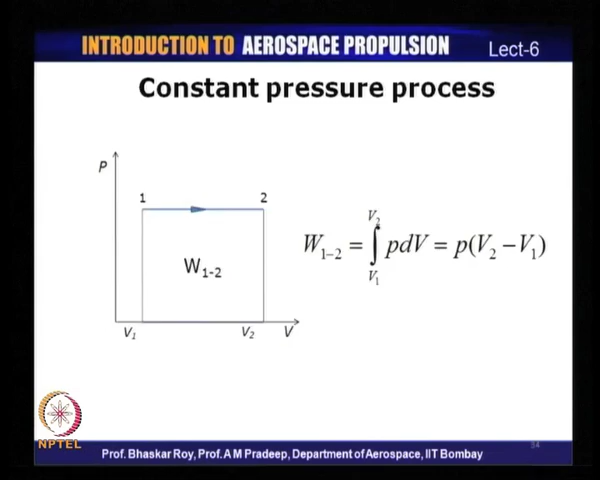 INTRODUCTION TO AEROSPACE PROPULSION Lect-6
Constant pressure process
P
1 2
W1-2
V1 V2 V
W1−2 = ∫V1V2 pdV = p(V2 − V1)
NPTEL
34
Prof. Bhaskar Roy, Prof. A M Pradeep, Department of Aerospace, IIT Bombay